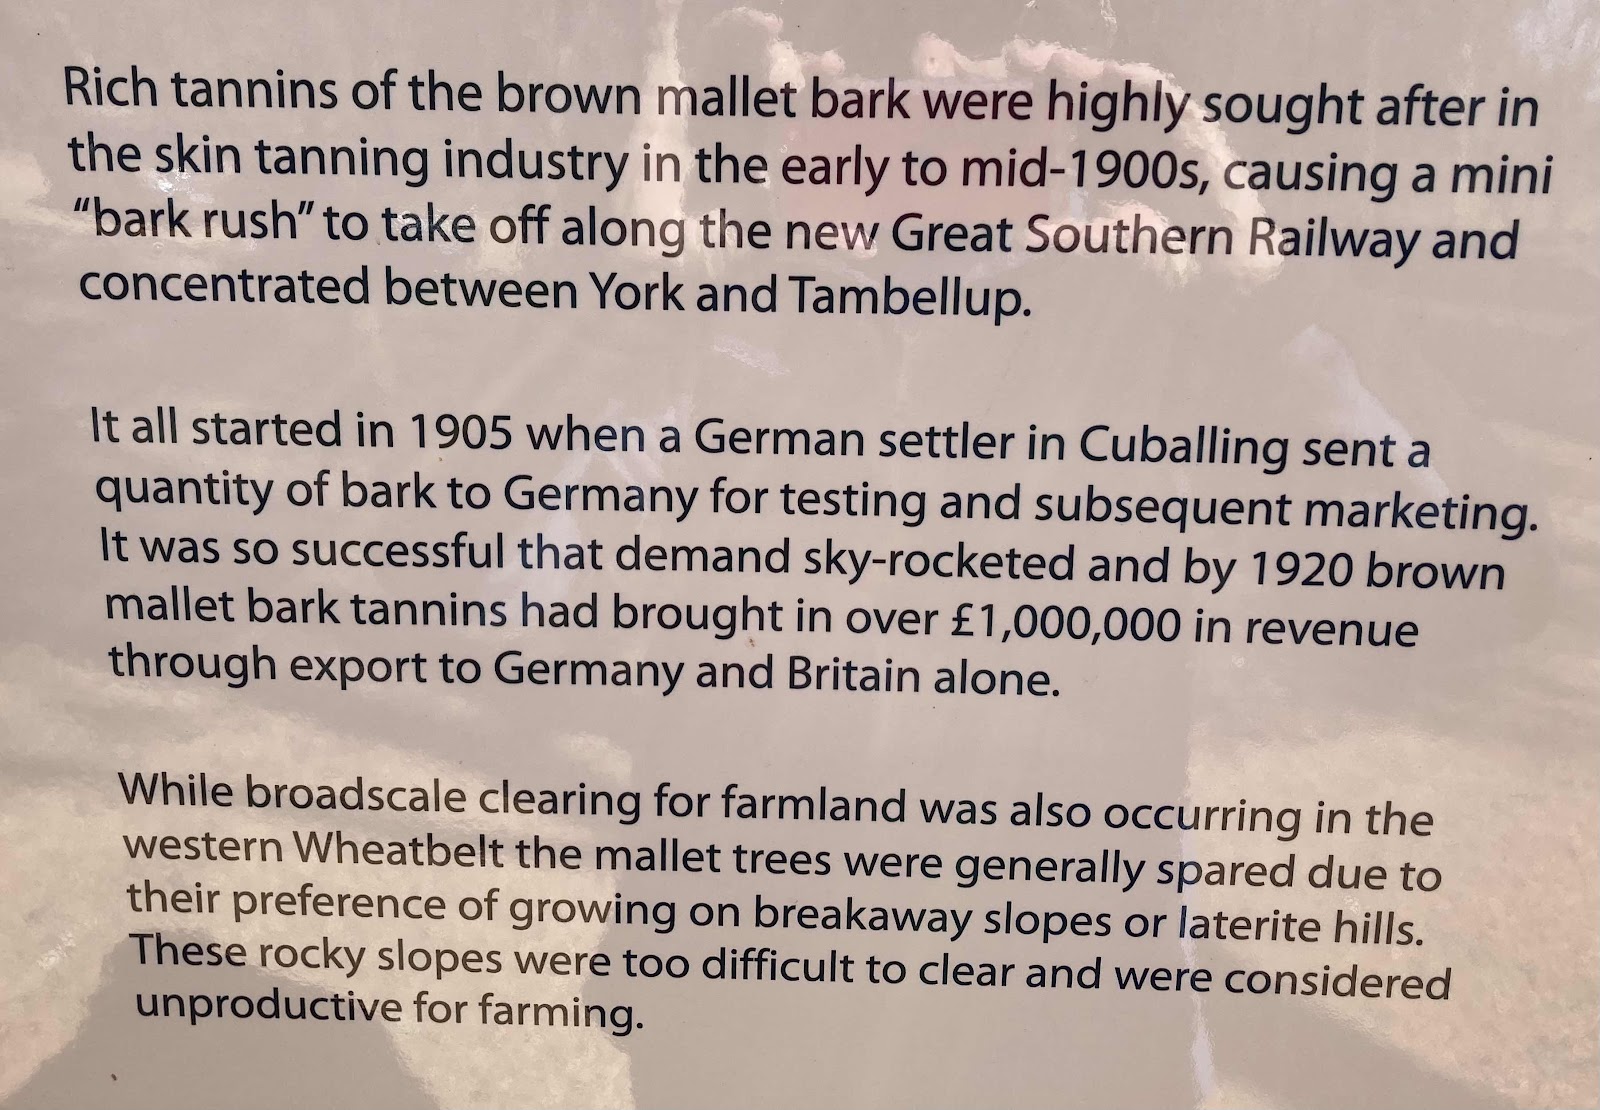 Rich tannins of the brown mallet bark were highly sought after in
the skin tanning industry in the early to mid-1900s, causing a mini
“bark rush” to take off along the new Great Southern Railway and
concentrated between York and Tambellup.
It all started in 1905 when a German settler in Cuballing sent a
quantity of bark to Germany for testing and subsequent marketing.
It was so successful that demand sky-rocketed and by 1920 brown
mallet bark tannins had brought in over £1,000,000 in revenue
through export to Germany and Britain alone.
While broadscale clearing for farmland was also occurring in the
western Wheatbelt the mallet trees were generally spared due to
their preference of growing on breakaway slopes or laterite hills.
These rocky slopes were too difficult to clear and were considered
unproductive for farming.